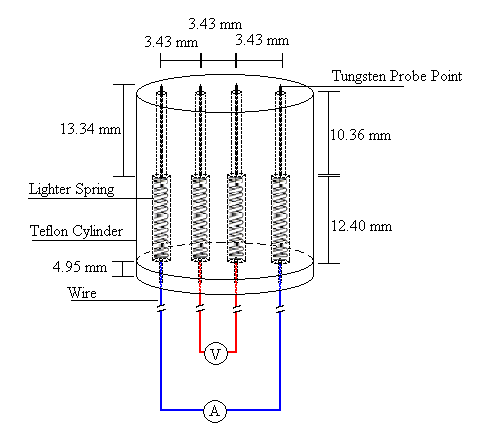 3.43 mm
3.43 mm 3.43 mm
Tungsten Probe Point
13.34 mm
10.36 mm
Lighter Spring
12.40 mm
Teflon Cylinder
4.95 mm
Wire
V
A